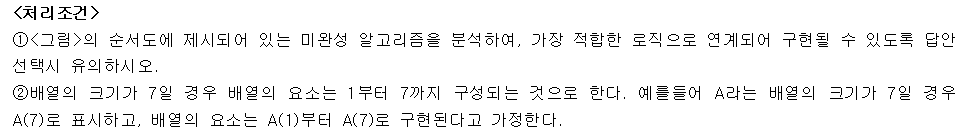 <처리조건>
①<그림>의 순서도에 제시되어 있는 미완성 알고리즘을 분석하여, 가장 적합한 로직으로 연계되어 구현될 수 있도록 답안
선택시 유의하시오.
②배열의 크기가 7일 경우 배열의 요소는 1부터 7까지 구성되는 것으로 한다. 예를들어 A라는 배열의 크기가 7일 경우
A(7)로 표시하고, 배열의 요소는 A(1)부터 A(7)로 구현된다고 가정한다.